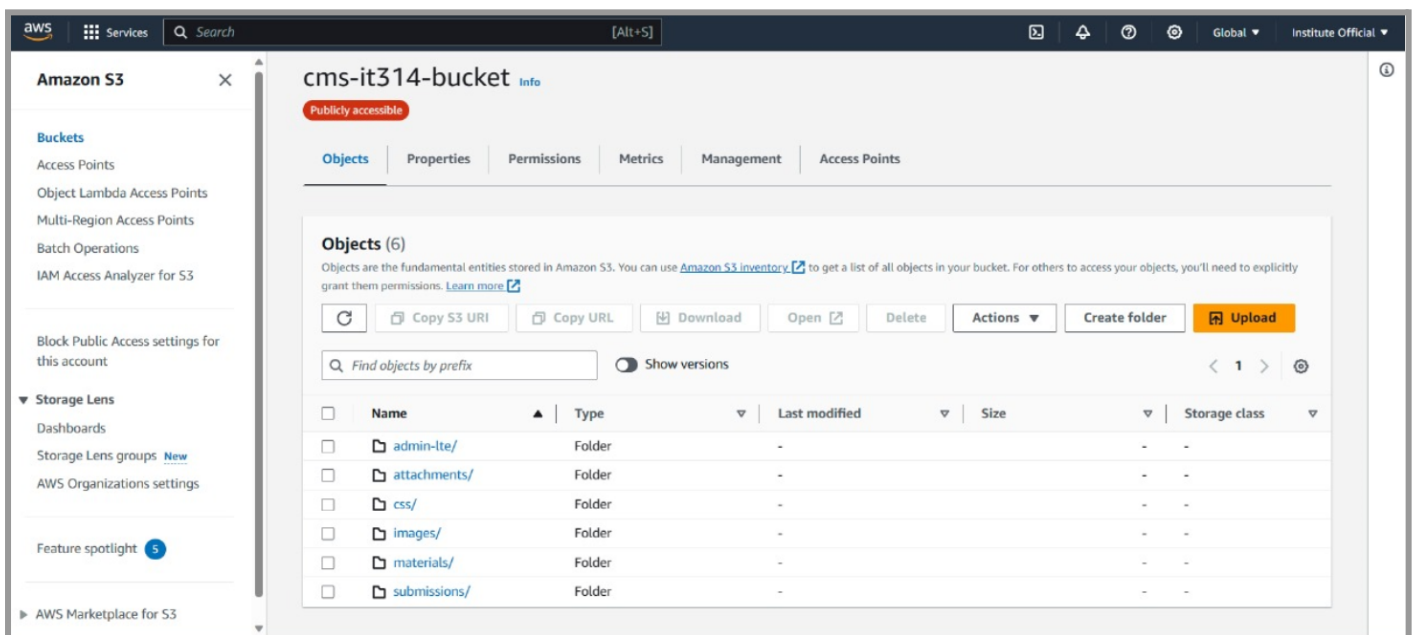 aws Services Search [Alt+S] Global ▼ Institute Official ▼
Amazon S3
Buckets
Access Points
Object Lambda Access Points
Multi-Region Access Points
Batch Operations
IAM Access Analyzer for S3
Block Public Access settings for
this account
Storage Lens
Dashboards
Storage Lens groups New
AWS Organizations settings
Feature spotlight 5
AWS Marketplace for S3
cms-it314-bucket Info
Publicly accessible
Objects Properties Permissions Metrics Management Access Points
Objects (6)
Objects are the fundamental entities stored in Amazon S3. You can use Amazon S3 inventory to get a list of all objects in your bucket. For others to access your objects, you'll need to explicitly
grant them permissions. Learn more
Copy S3 URI Copy URL Download Open Delete Actions ▼ Create folder Upload
Find objects by prefix Show versions < 1 >
Name ▲ Type Last modified Size Storage class
admin-lte/ Folder - - -
attachments/ Folder - - -
css/ Folder - - -
images/ Folder - - -
materials/ Folder - - -
submissions/ Folder - - -